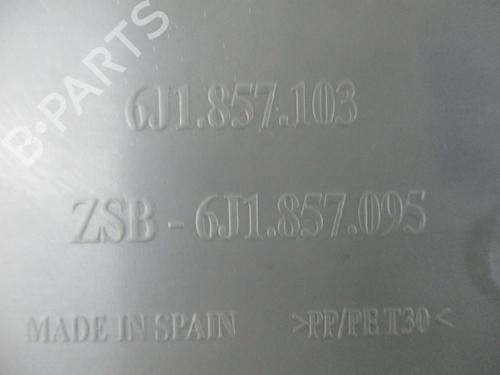 B-PARTS
6J1.857.103
ZSB - 6J1.857.095
MADE IN SPAIN >PP/PE T30<